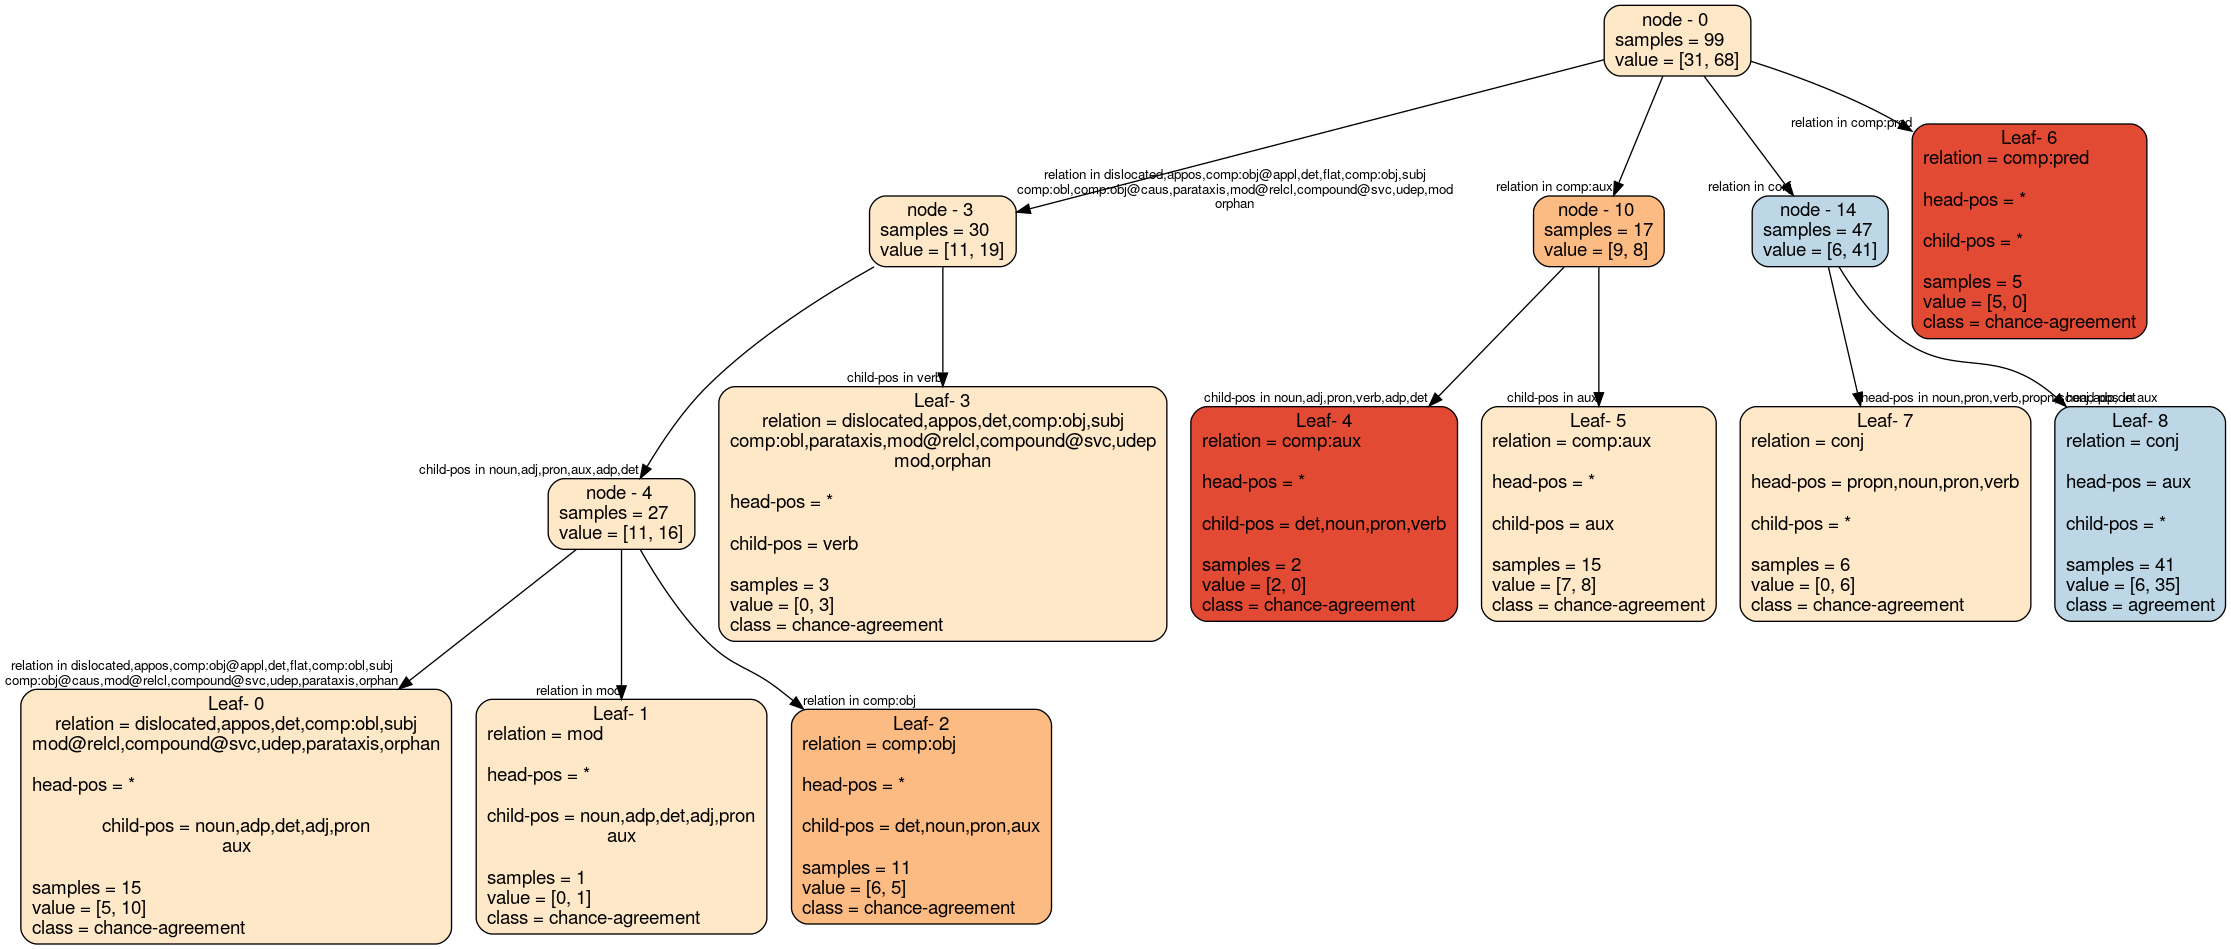 node - 0
samples = 99
value = [31, 68]
relation in comp:pred
Leaf- 6
relation = comp:pred
head-pos = *
child-pos = *
samples = 5
value = [5, 0]
class = chance-agreement
relation in dislocated,appos,comp:obj@appl,det,flat,comp:obj,subj
comp:obl,comp:obj@caus,parataxis,mod@relcl,compound@svc,udep,mod
orphan
node - 3
samples = 30
value = [11, 19]
relation in comp:aux
node - 10
samples = 17
value = [9, 8]
relation in conj
node - 14
samples = 47
value = [6, 41]
child-pos in verb
Leaf- 3
relation = dislocated,appos,det,comp:obj,subj
comp:obl,parataxis,mod@relcl,compound@svc,udep
mod,orphan
head-pos = *
child-pos = verb
samples = 3
value = [0, 3]
class = chance-agreement
child-pos in noun,adj,pron,verb,adp,det
Leaf- 4
relation = comp:aux
head-pos = *
child-pos = det,noun,pron,verb
samples = 2
value = [2, 0]
class = chance-agreement
child-pos in aux
Leaf- 5
relation = comp:aux
head-pos = *
child-pos = aux
samples = 15
value = [7, 8]
class = chance-agreement
head-pos in noun,pron,verb,propn,
Leaf- 7
relation = conj
head-pos = propn,noun,pron,verb
child-pos = *
samples = 6
value = [0, 6]
class = chance-agreement
in aux
Leaf- 8
relation = conj
head-pos = aux
child-pos = *
samples = 41
value = [6, 35]
class = agreement
child-pos in noun,adj,pron,aux,adp,det
node - 4
samples = 27
value = [11, 16]
relation in dislocated,appos,comp:obj@appl,det,flat,comp:obl,subj
comp:obj@caus,mod@relcl,compound@svc,udep,parataxis,orphan
Leaf- 0
relation = dislocated,appos,det,comp:obl,subj
mod@relcl,compound@svc,udep,parataxis,orphan
head-pos = *
child-pos = noun,adp,det,adj,pron
aux
samples = 15
value = [5, 10]
class = chance-agreement
relation in mod
Leaf- 1
relation = mod
head-pos = *
child-pos = noun,adp,det,adj,pron
aux
samples = 1
value = [0, 1]
class = chance-agreement
relation in comp:obj
Leaf- 2
relation = comp:obj
head-pos = *
child-pos = det,noun,pron,aux
samples = 11
value = [6, 5]
class = chance-agreement